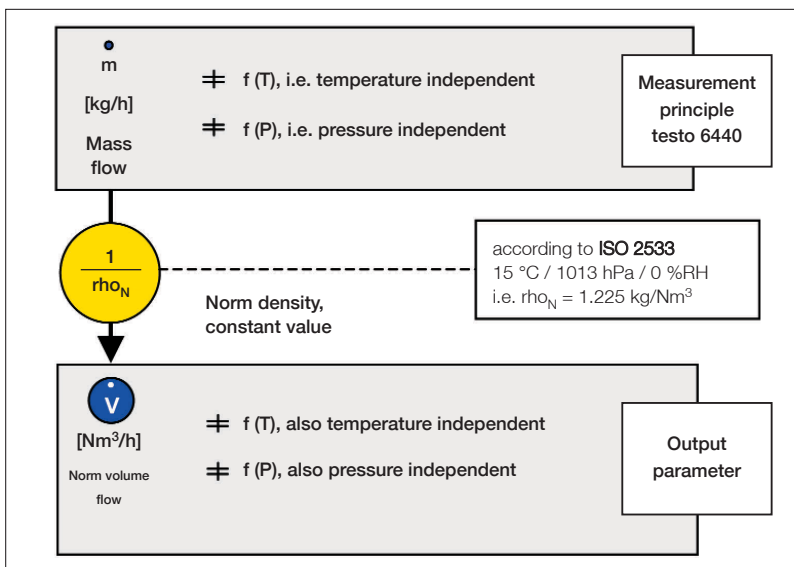 ṁ
[kg/h]
Mass
flow
≠ f (T), i.e. temperature independent
≠ f (P), i.e. pressure independent
Measurement
principle
testo 6440
1
rho_N
Norm density,
constant value
according to ISO 2533
15 °C / 1013 hPa / 0 %RH
i.e. rho_N = 1.225 kg/Nm³
V̇
[Nm³/h]
Norm volume
flow
≠ f (T), also temperature independent
≠ f (P), also pressure independent
Output
parameter